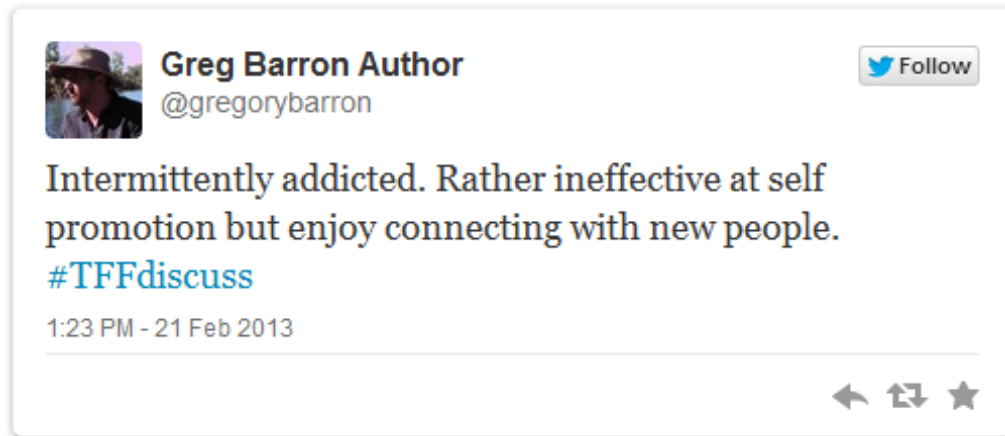 Greg Barron Author
Follow
@gregorybarron
Intermittently addicted. Rather ineffective at self
promotion but enjoy connecting with new people.
#TFFdiscuss
1:23 PM - 21 Feb 2013